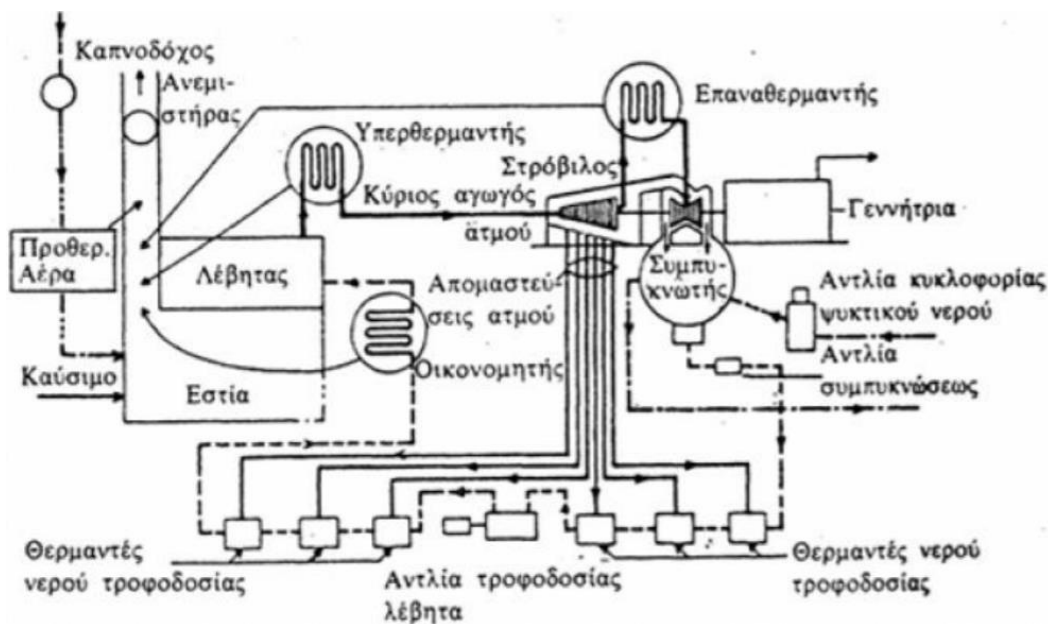 Καπνοδόχος
Ανεμι-
στήρας
Επαναθερμαντής
Υπερθερμαντής
Στρόβιλος
Κύριος αγωγός
ατμού
Γεννήτρια
Προθερ.
Αέρα
Λέβητας
Απομαστεύ-
σεις ατμού
Συμπυ-
κνωτής
Αντλία κυκλοφορίας
ψυκτικού νερού
Αντλία
συμπυκνώσεως
Οικονομητής
Καύσιμο
Εστία
Θερμαντές
νερού τροφοδοσίας
Αντλία τροφοδοσίας
λέβητα
Θερμαντές νερού
τροφοδοσίας